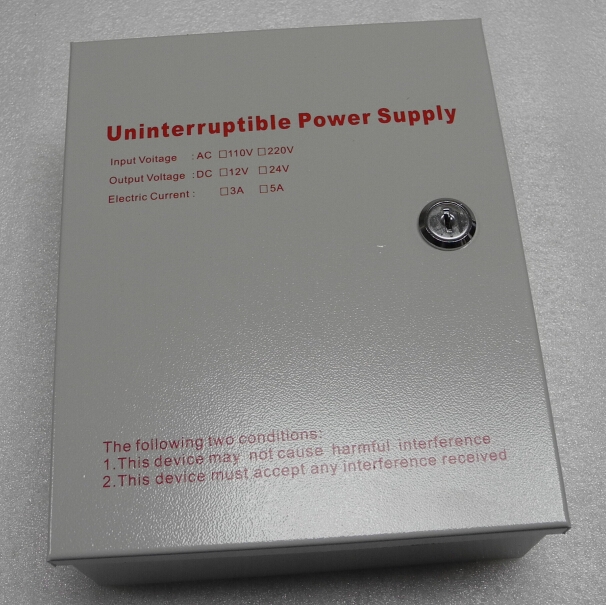 Uninterruptible Power Supply
Input Voitage : AC ☐110V ☐220V
Output Voltage : DC ☐12V ☐24V
Electric Current : ☐3A ☐5A
The following two conditions:
1.This device may not cause harmful interference
2.This device must accept any interference received